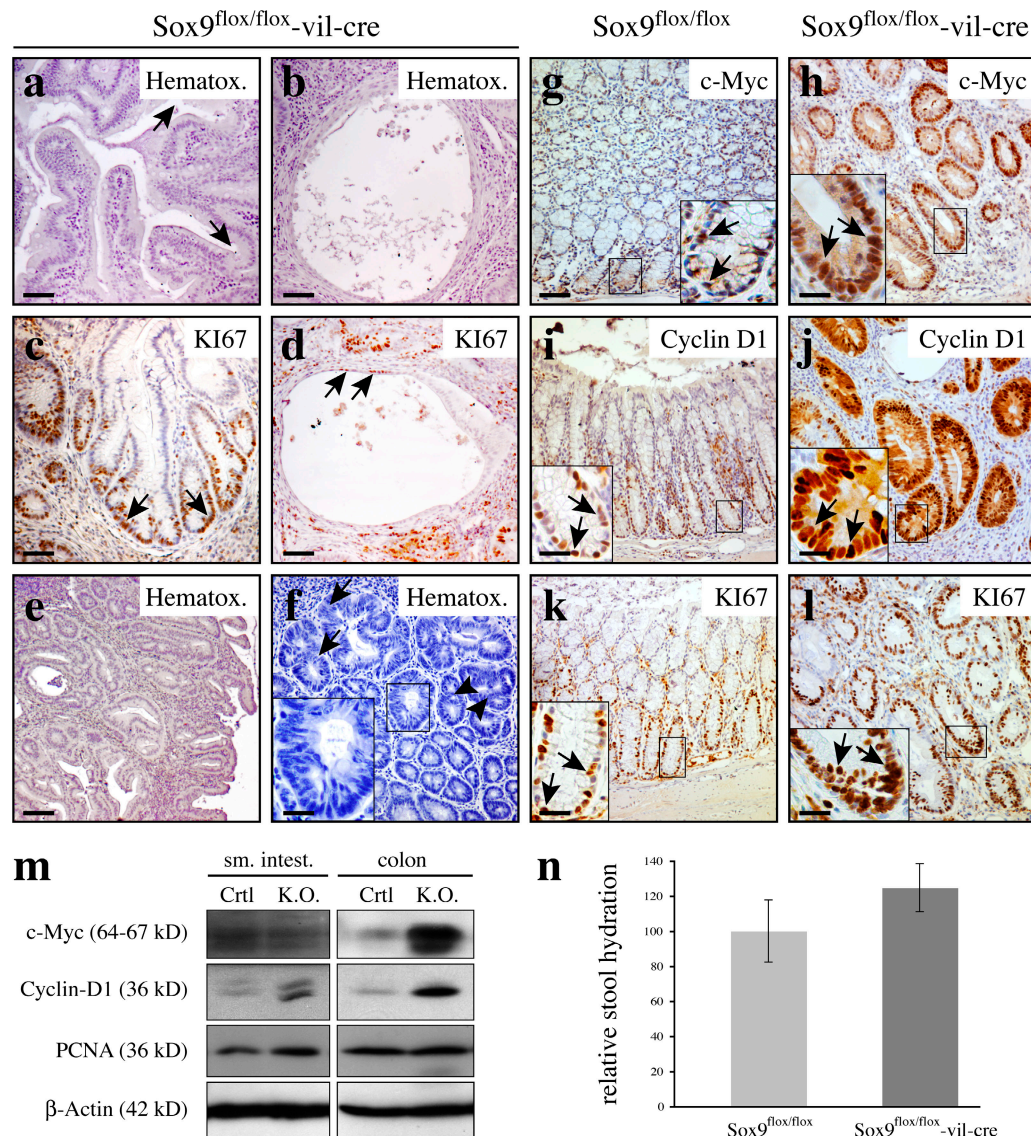 Sox9flox/flox-vil-cre
Sox9flox/flox
Sox9flox/flox-vil-cre
a
Hematox.
b
Hematox.
g
c-Myc
h
c-Myc
c
KI67
d
KI67
i
Cyclin D1
j
Cyclin D1
e
Hematox.
f
Hematox.
k
KI67
l
KI67
m
sm. intest.
colon
Crtl
K.O.
Crtl
K.O.
c-Myc (64-67 kD)
Cyclin-D1 (36 kD)
PCNA (36 kD)
β-Actin (42 kD)
n
relative stool hydration
140
120
100
80
60
40
20
0
Sox9flox/flox
Sox9flox/flox-vil-cre